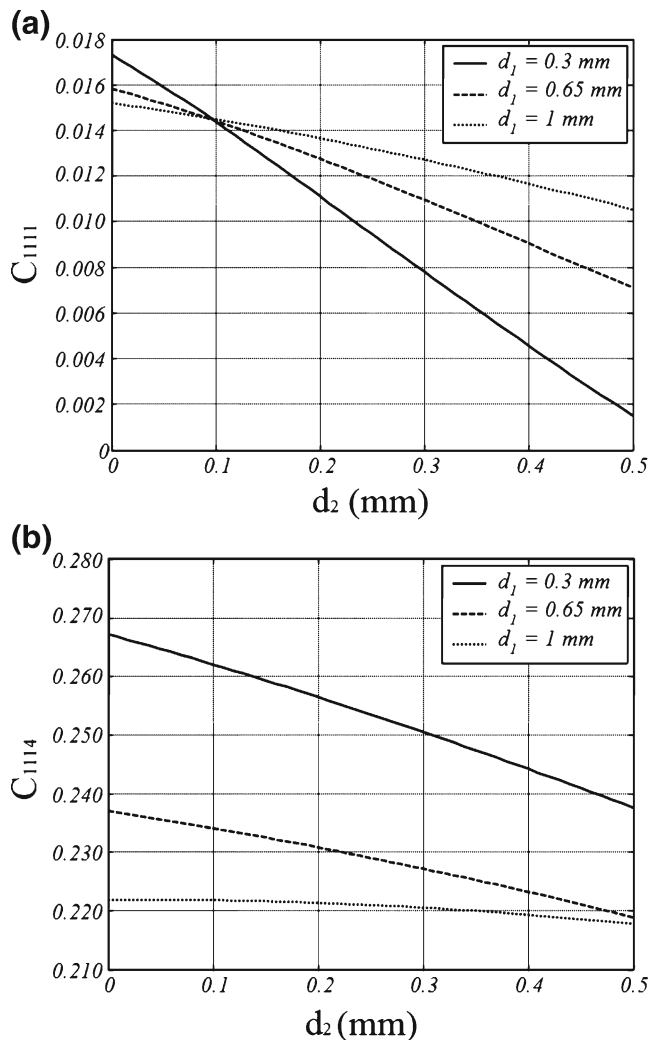 (a)
0.018
0.016
0.014
0.012
0.010
0.008
0.006
0.004
0.002
0
C1111
d1 = 0.3 mm
d1 = 0.65 mm
d1 = 1 mm
0 0.1 0.2 0.3 0.4 0.5
d2 (mm)
(b)
0.280
0.270
0.260
0.250
0.240
0.230
0.220
0.210
C1114
d1 = 0.3 mm
d1 = 0.65 mm
d1 = 1 mm
0 0.1 0.2 0.3 0.4 0.5
d2 (mm)